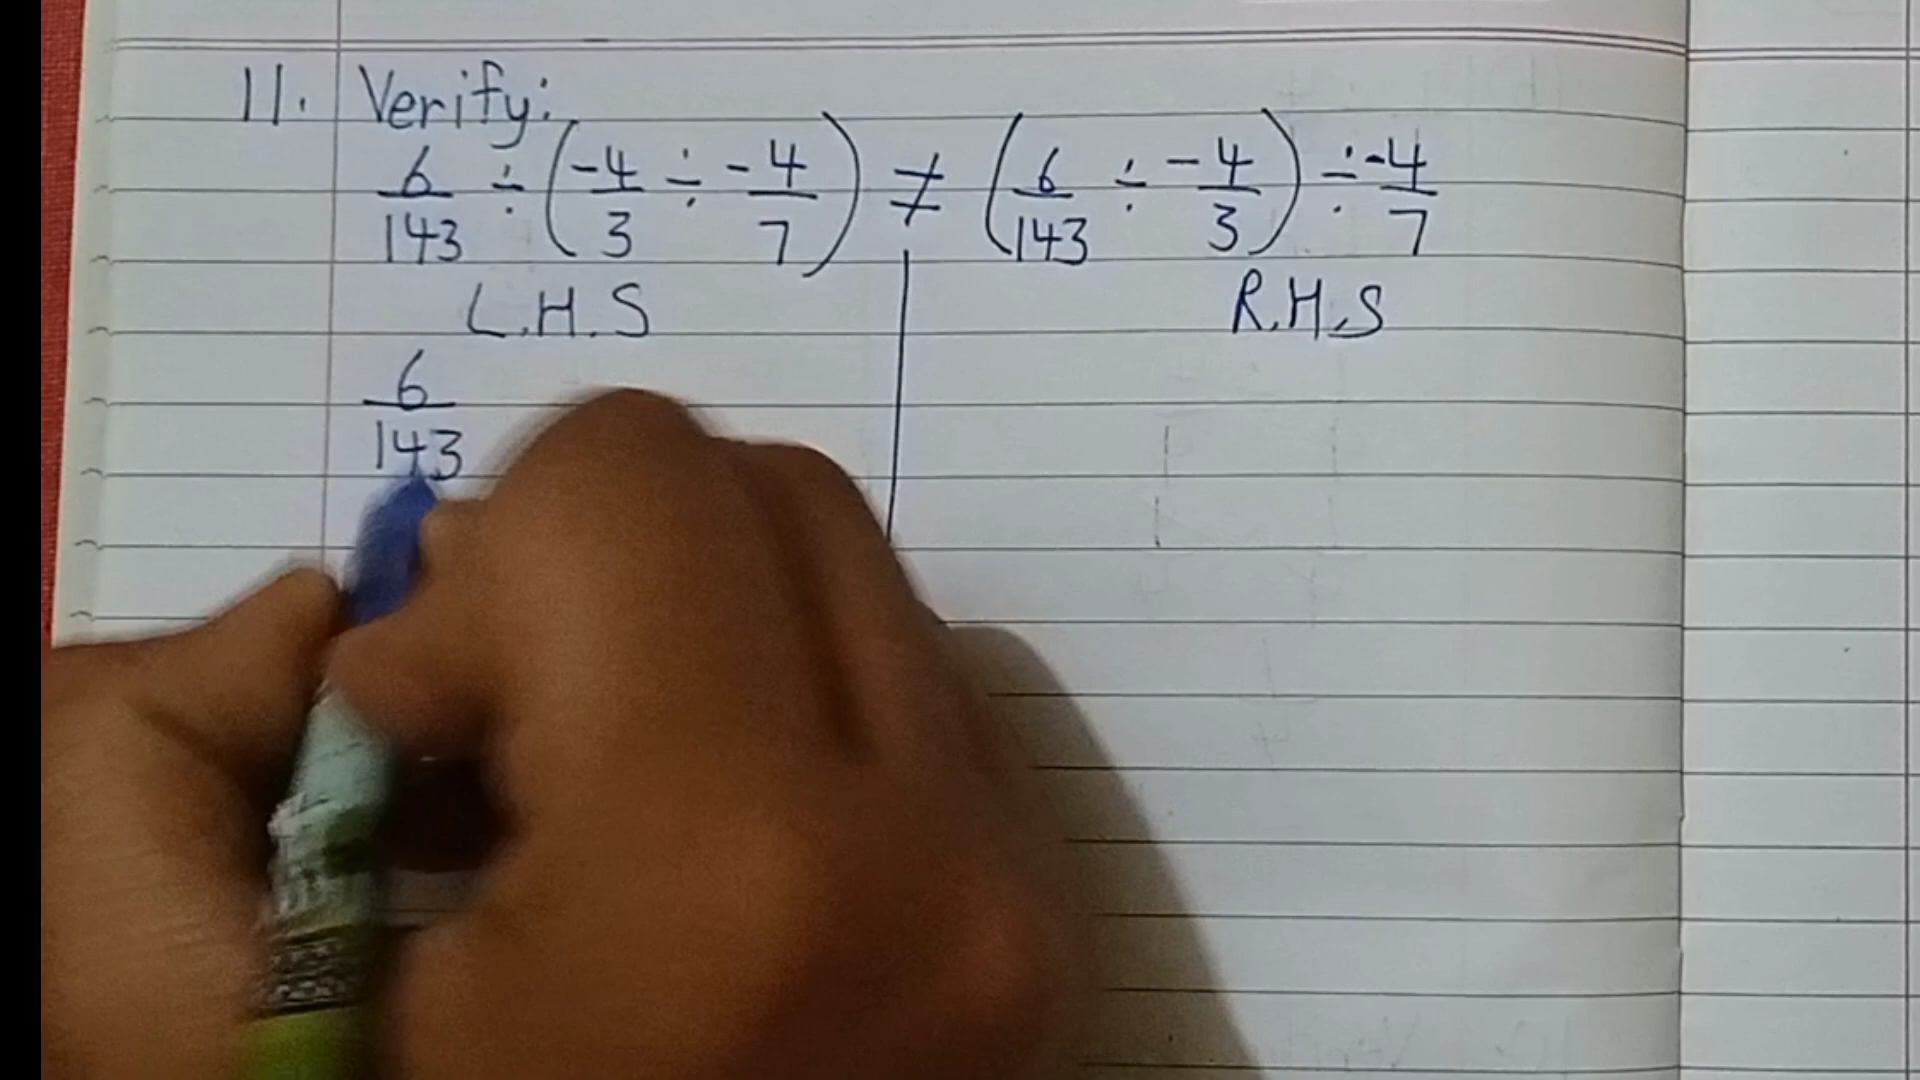 11. Verify:
6/143 ÷ (-4/3 ÷ -4/7) ≠ (6/143 ÷ -4/3) ÷ -4/7
L.H.S R.H.S
6/143